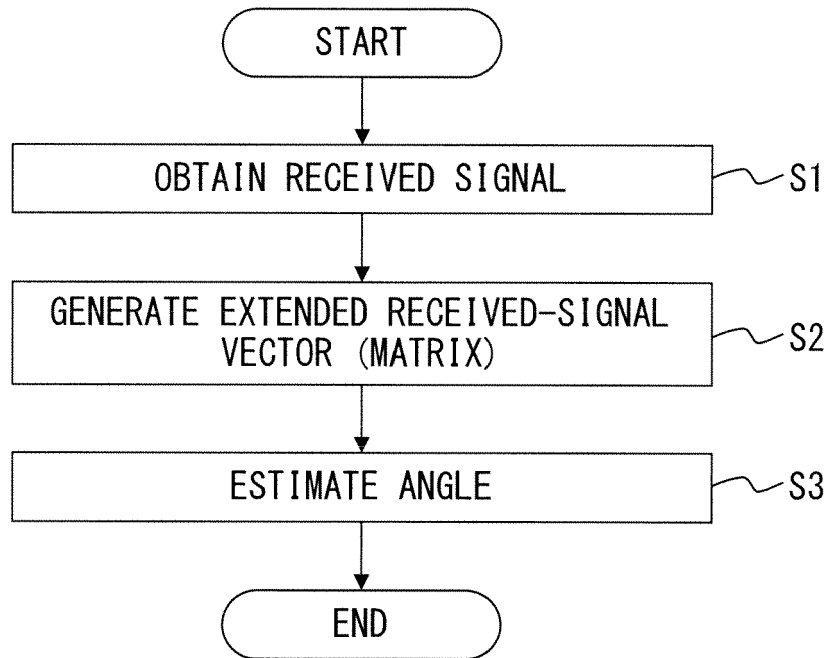 START
OBTAIN RECEIVED SIGNAL
S1
GENERATE EXTENDED RECEIVED-SIGNAL
VECTOR (MATRIX)
S2
ESTIMATE ANGLE
S3
END